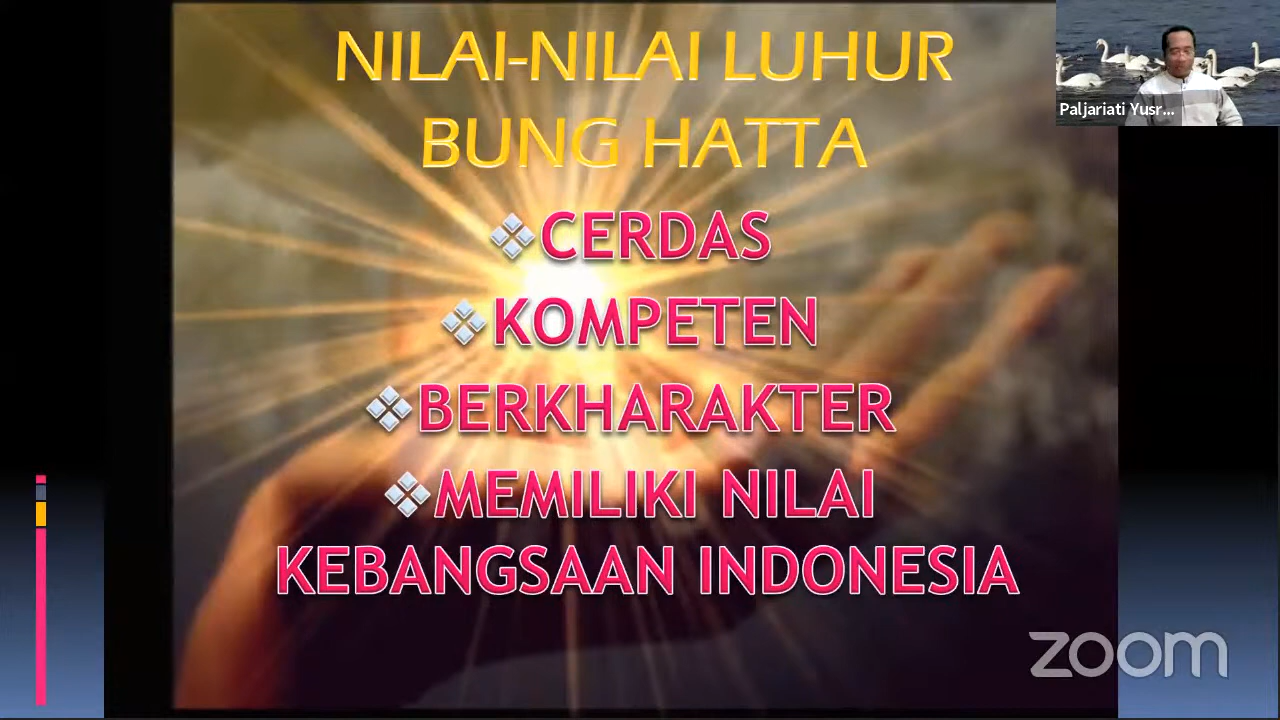 NILAI-NILAI LUHUR
BUNG HATTA
CERDAS
KOMPETEN
BERKHARAKTER
MEMILIKI NILAI
KEBANGSAAN INDONESIA
Paljariati Yusr...
zoom